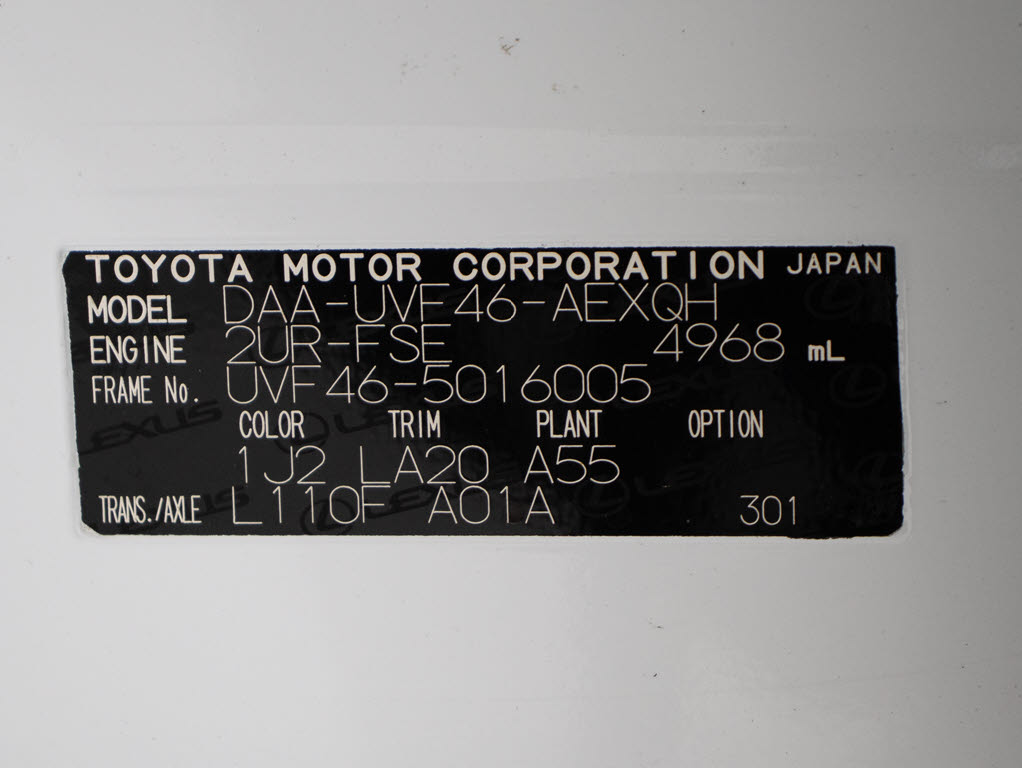 TOYOTA MOTOR CORPORATION JAPAN
MODEL DAA-UVF46-AEXQH
ENGINE 2UR-FSE 4968 mL
FRAME No. UVF46-5016005
COLOR TRIM PLANT OPTION
1J2 LA20 A55
TRANS./AXLE L110F A01A 301
LEXUS